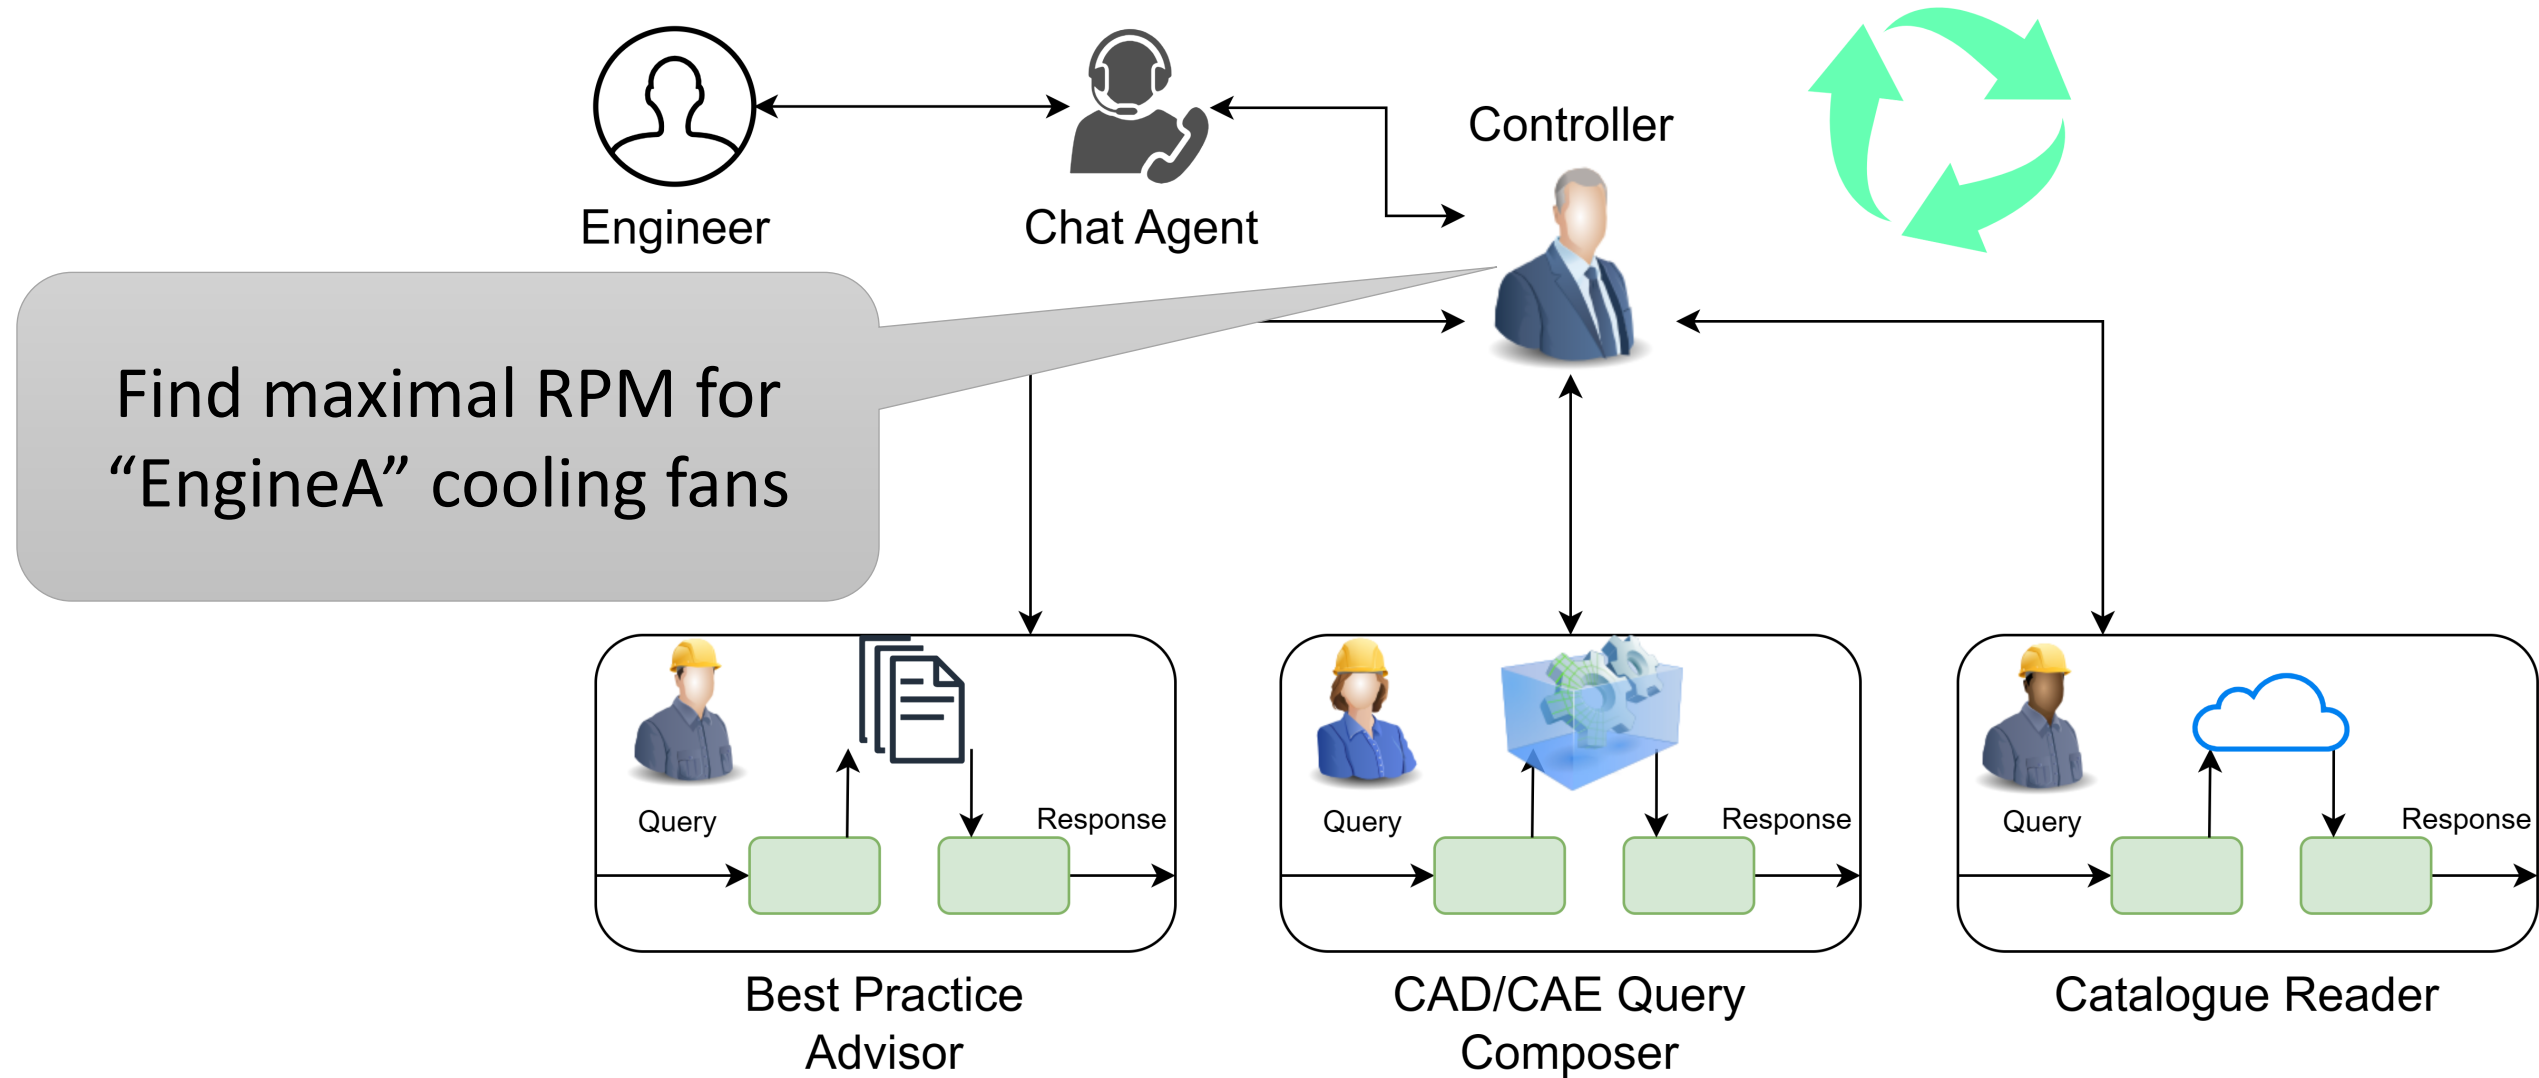 Controller
Engineer
Chat Agent
Find maximal RPM for
“EngineA” cooling fans
Query
Response
Query
Response
Query
Response
Best Practice
Advisor
CAD/CAE Query
Composer
Catalogue Reader